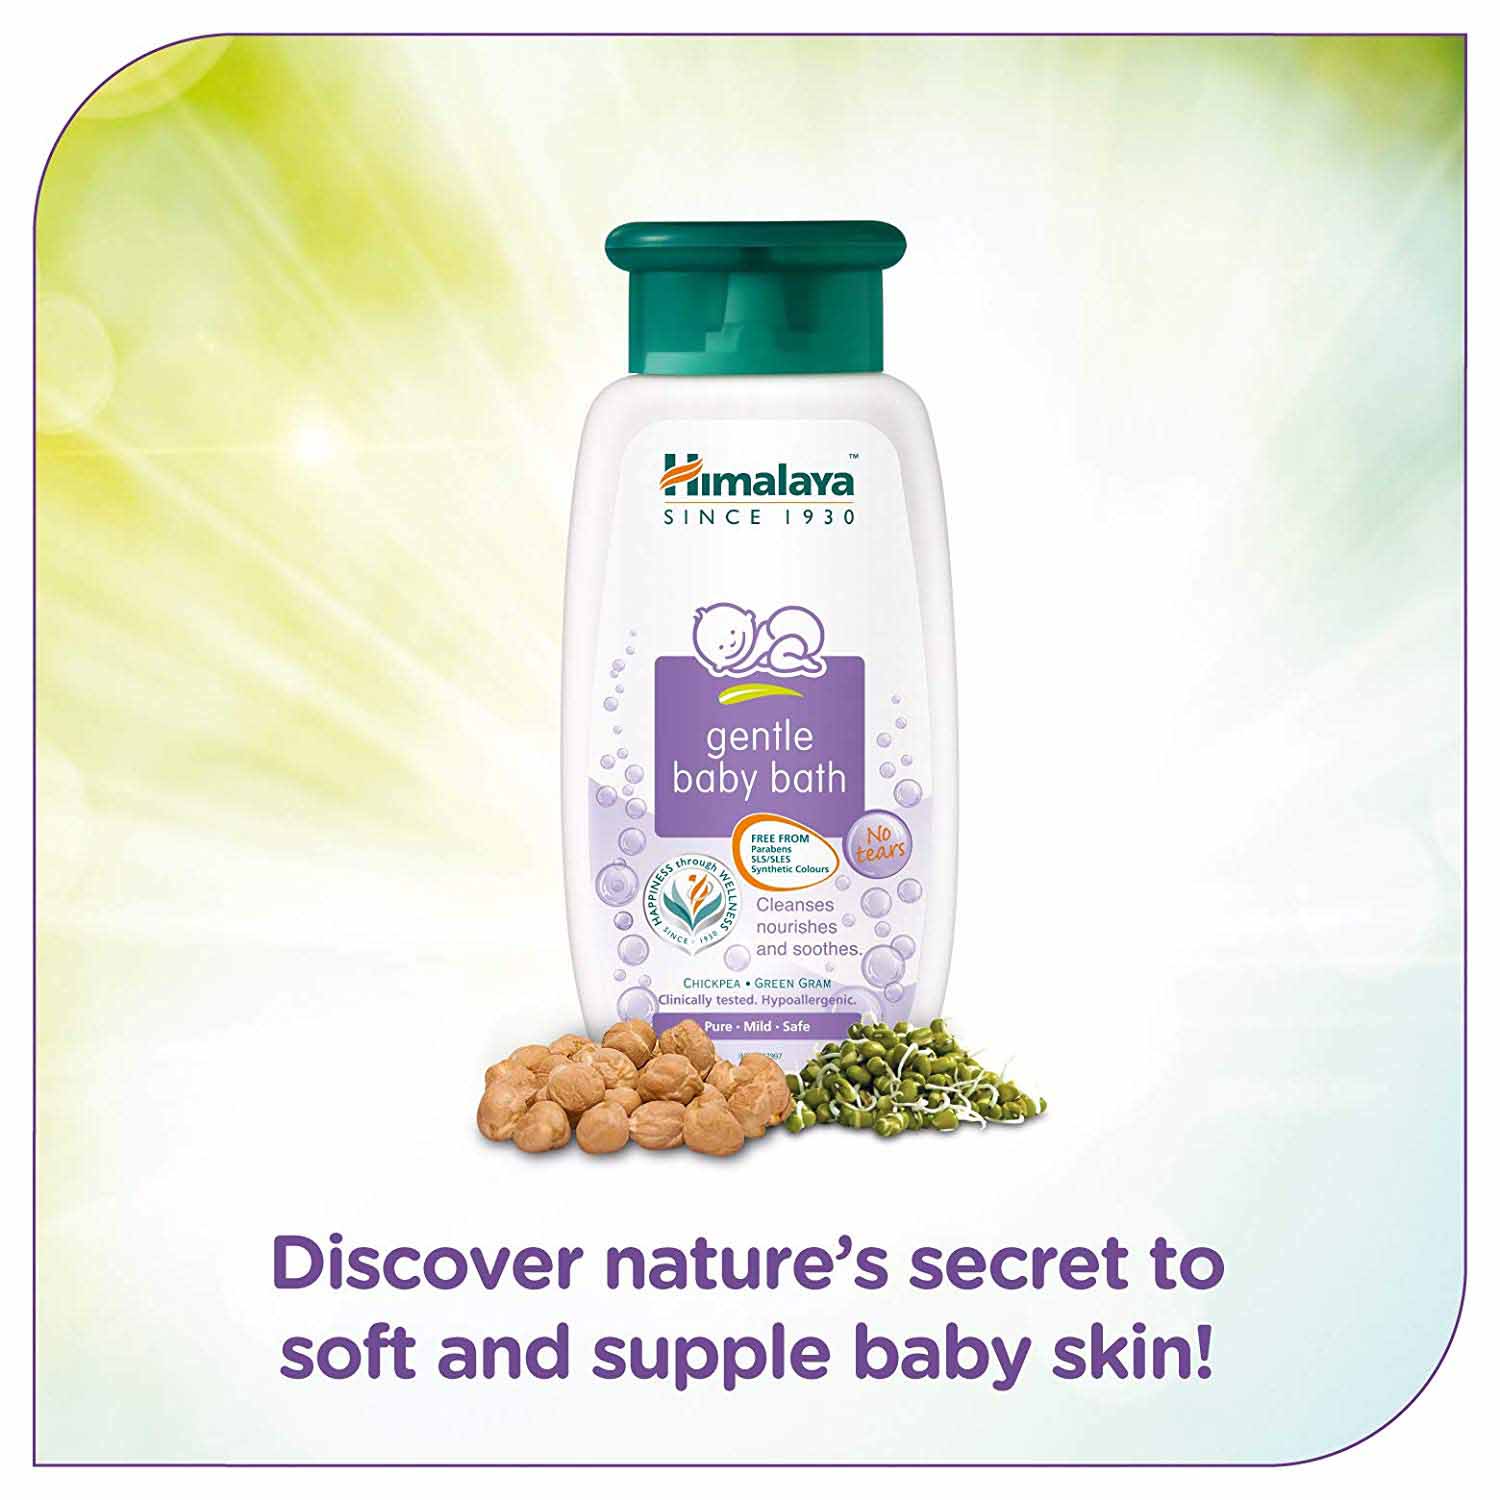 Himalaya™
SINCE 1930
gentle
baby bath
FREE FROM
Parabens
SLS/SLES
Synthetic Colours
No
tears
HAPPINESS through WELLNESS
SINCE • 1930
Cleanses
nourishes
and soothes.
CHICKPEA • GREEN GRAM
Clinically tested. Hypoallergenic.
Pure · Mild · Safe
Discover nature's secret to
soft and supple baby skin!